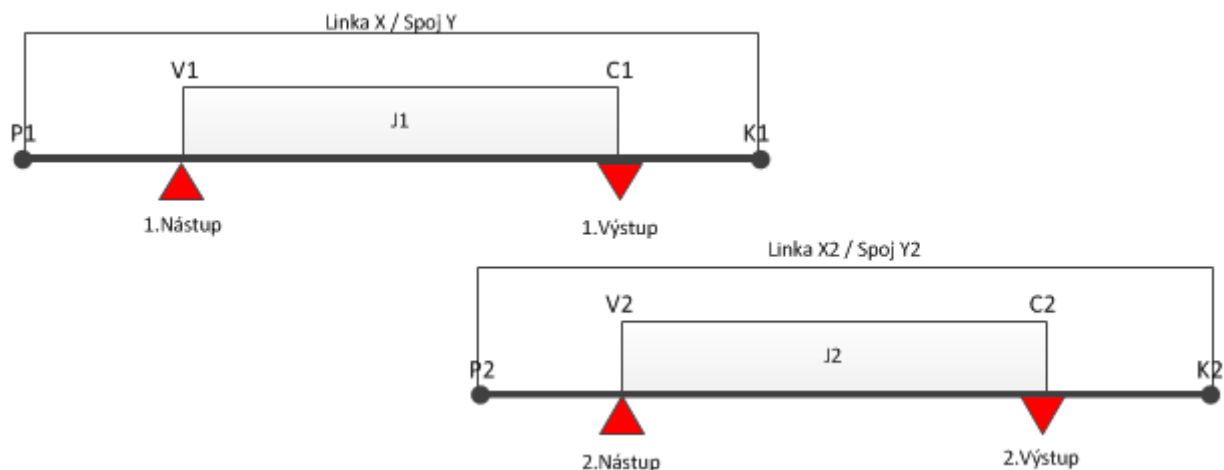 Linka X / Spoj Y
V1
C1
J1
P1
K1
1.Nástup
1.Výstup
Linka X2 / Spoj Y2
V2
C2
J2
P2
K2
2.Nástup
2.Výstup